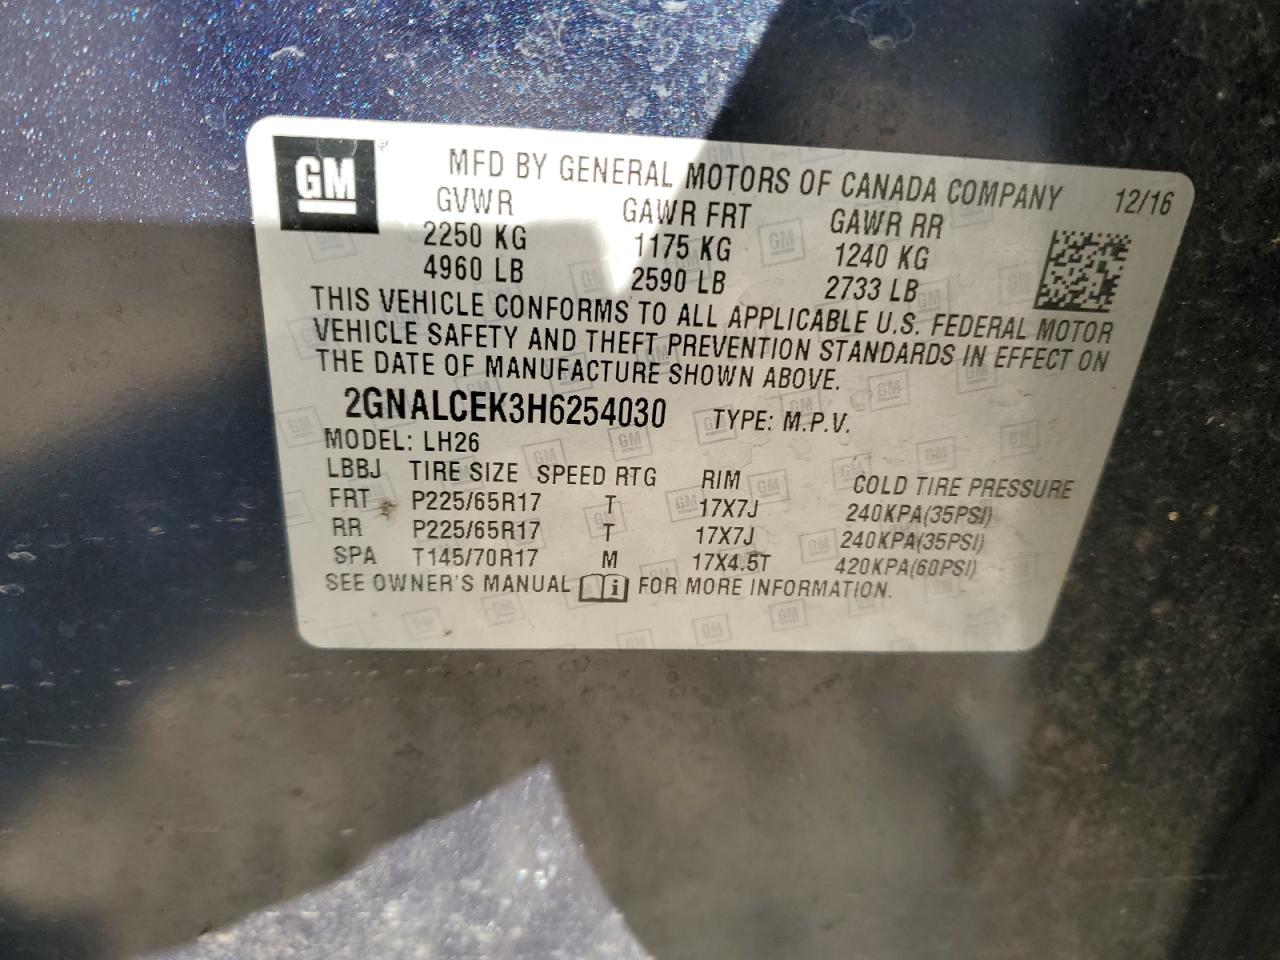 GM
MFD BY GENERAL MOTORS OF CANADA COMPANY 12/16
GVWR GAWR FRT GAWR RR
2250 KG 1175 KG 1240 KG
4960 LB 2590 LB 2733 LB
THIS VEHICLE CONFORMS TO ALL APPLICABLE U.S. FEDERAL MOTOR
VEHICLE SAFETY AND THEFT PREVENTION STANDARDS IN EFFECT ON
THE DATE OF MANUFACTURE SHOWN ABOVE.
2GNALCEK3H6254030 TYPE: M.P.V.
MODEL: LH26
LBBJ TIRE SIZE SPEED RTG RIM COLD TIRE PRESSURE
FRT P225/65R17 T 17X7J 240KPA(35PSI)
RR P225/65R17 T 17X7J 240KPA(35PSI)
SPA T145/70R17 M 17X4.5T 420KPA(60PSI)
SEE OWNER'S MANUAL i FOR MORE INFORMATION.